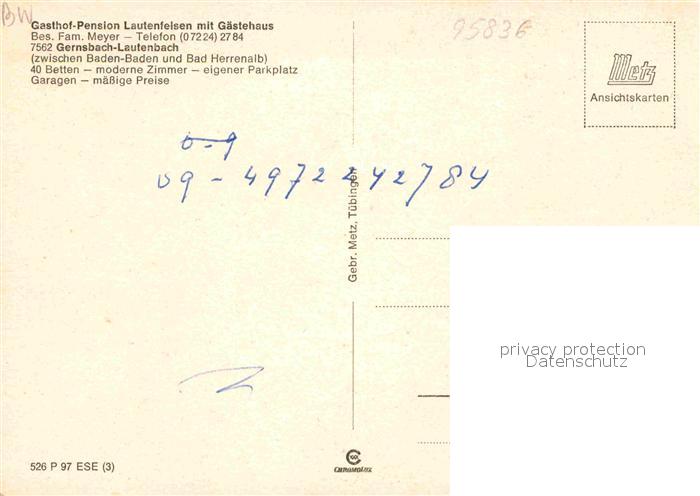 BW
Gasthof-Pension Lautenfelsen mit Gästehaus
Bes. Fam. Meyer — Telefon (07224) 2784
7562 Gernsbach-Lautenbach
(zwischen Baden-Baden und Bad Herrenalb)
40 Betten — moderne Zimmer — eigener Parkplatz
Garagen — mäßige Preise
95836
Metz
Ansichtskarten
0-9
09-4972242784
Gebr. Metz, Tübingen
privacy protection
Datenschutz
526 P 97 ESE (3)
CHROMOLUX